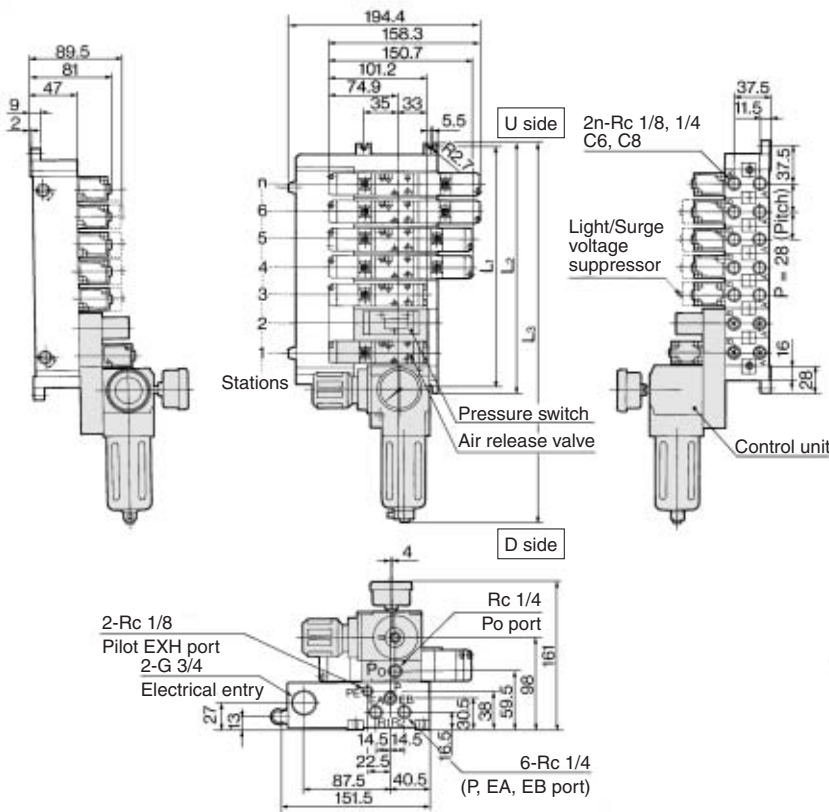 194.4
158.3
150.7
101.2
74.9
35
33
5.5
R2.7
U side
89.5
81
47
9
2
n
6
5
4
3
2
1
Stations
L1
L2
L3
Pressure switch
Air release valve
D side
37.5
11.5
2n-Rc 1/8, 1/4
C6, C8
37.5
P = 28 (Pitch)
Light/Surge
voltage
suppressor
16
28
Control unit
4
2-Rc 1/8
Pilot EXH port
2-G 3/4
Electrical entry
Rc 1/4
Po port
Po
P
PE
EA
EB
27
13
14.5
14.5
22.5
87.5
40.5
151.5
16.5
30.5
38
59.5
98
161
6-Rc 1/4
(P, EA, EB port)